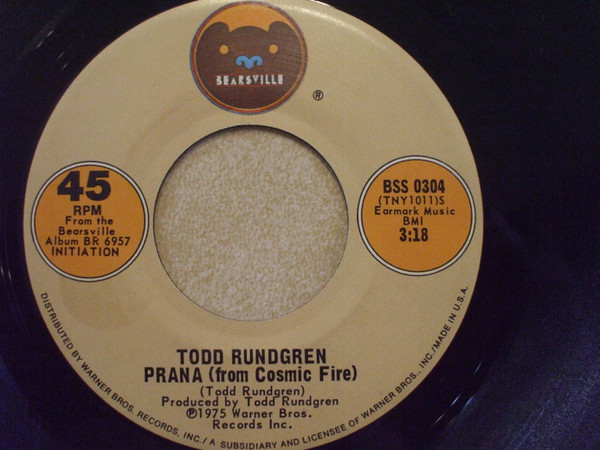 BEARSVILLE
®
45
RPM
From the
Bearsville
Album BR 6957
INITIATION
BSS 0304
(TNY1011)S
Earmark Music
BMI
3:18
TODD RUNDGREN
PRANA (from Cosmic Fire)
(Todd Rundgren)
Produced by Todd Rundgren
℗1975 Warner Bros.
Records Inc.
DISTRIBUTED BY WARNER BROS. RECORDS, INC./A SUBSIDIARY AND LICENSEE OF WARNER BROS., INC./MADE IN U.S.A.